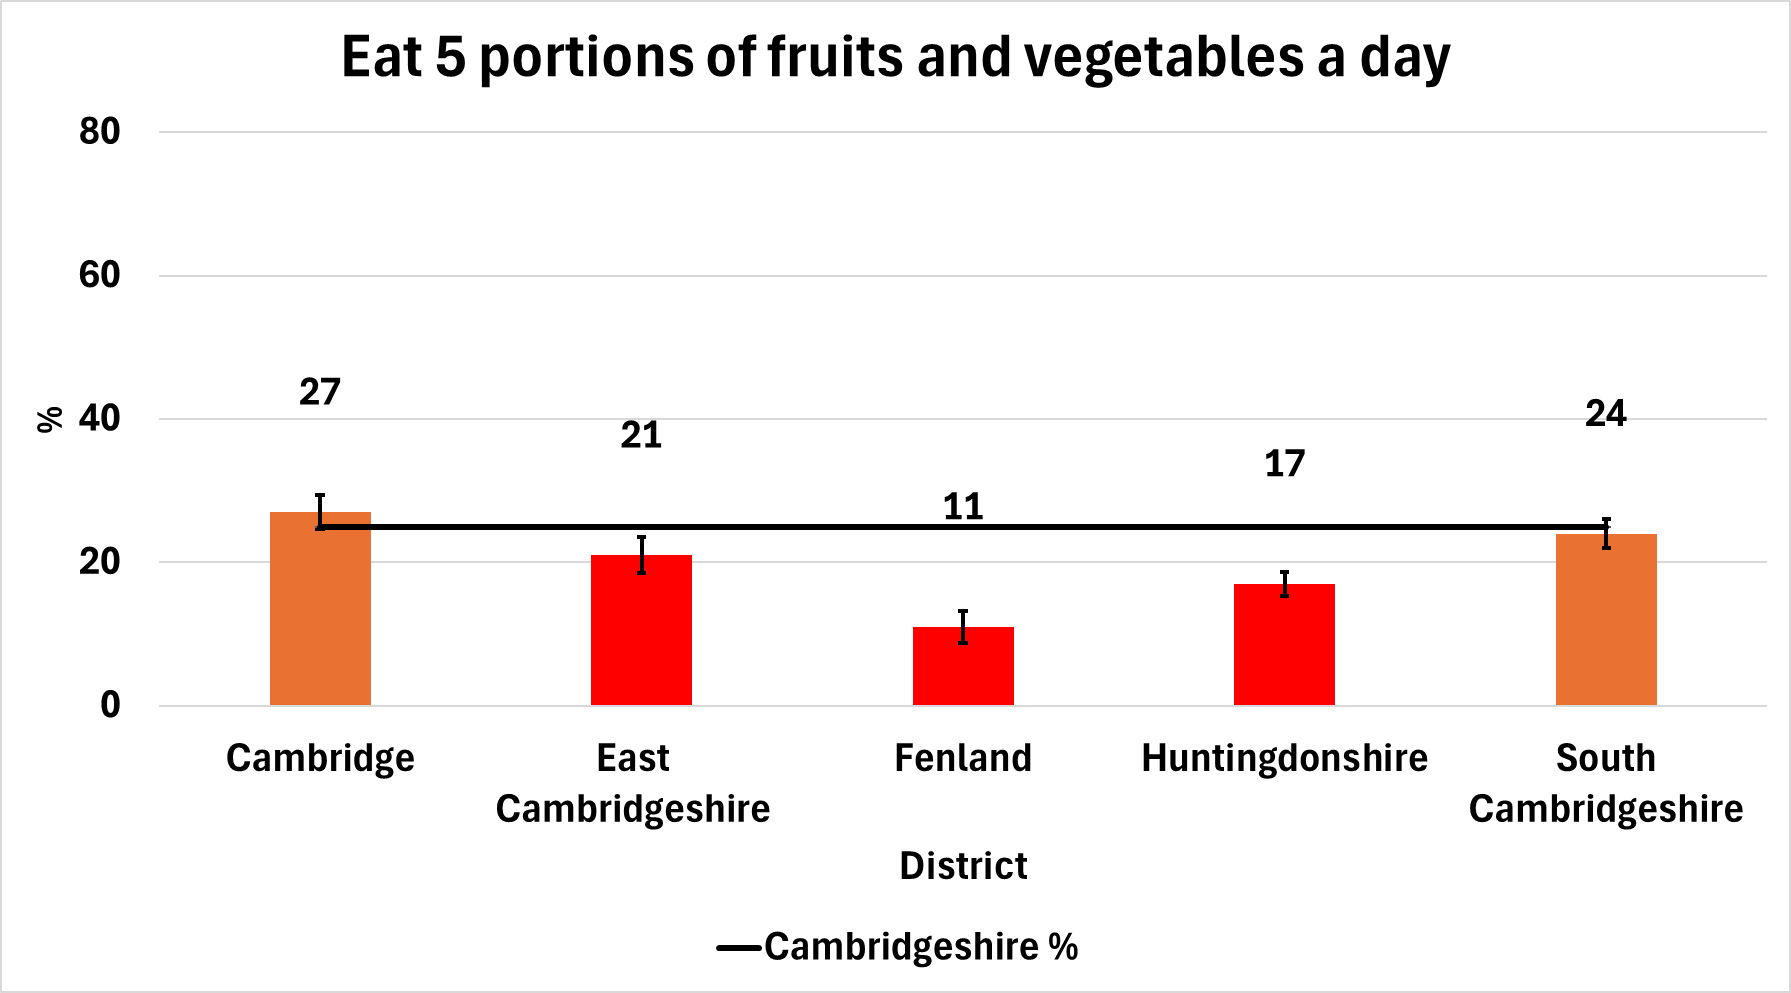 Eat 5 portions of fruits and vegetables a day
80
60
40
20
0
%
27
21
11
17
24
Cambridge
East
Cambridgeshire
Fenland
Huntingdonshire
South
Cambridgeshire
District
Cambridgeshire %